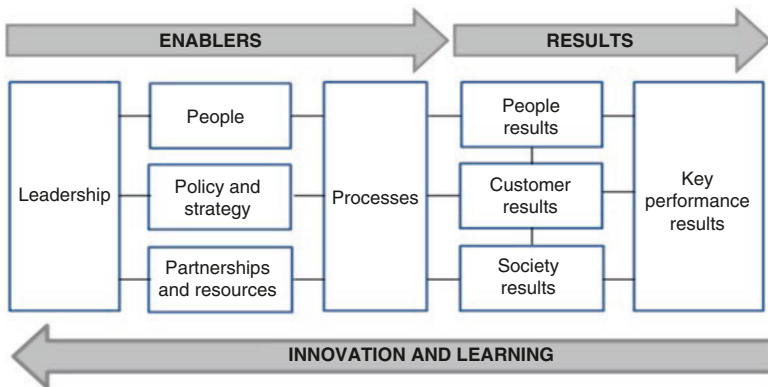 ENABLERS
RESULTS
Leadership
People
Policy and
strategy
Partnerships
and resources
Processes
People
results
Customer
results
Society
results
Key
performance
results
INNOVATION AND LEARNING